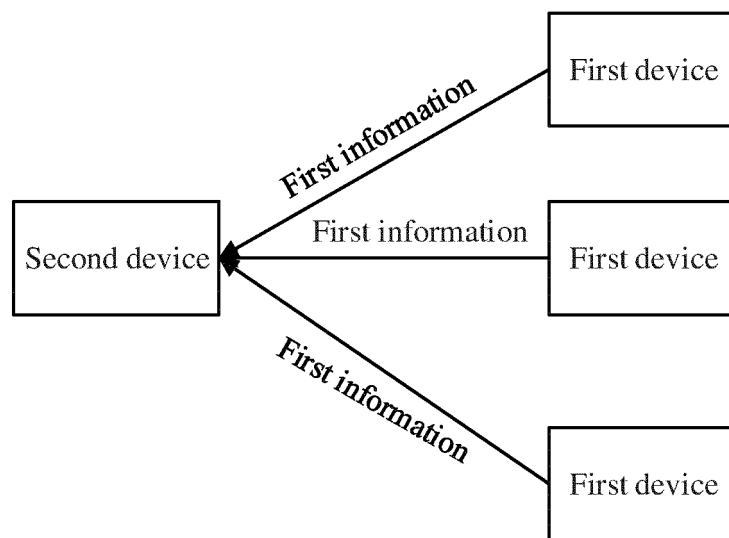 First device
First information
First information
Second device
First device
First information
First device